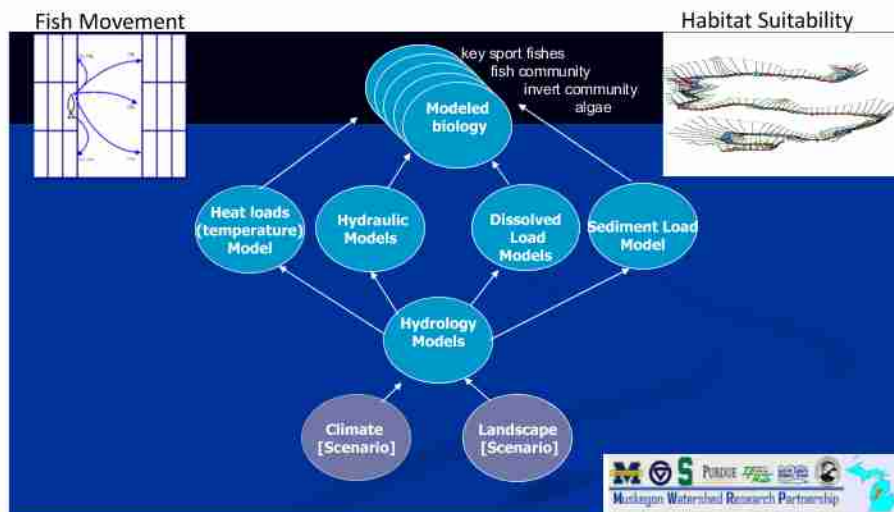 Fish Movement
Habitat Suitability
key sport fishes
fish community
invert community
algae
Modeled
biology
Heat loads
(temperature)
Model
Hydraulic
Models
Dissolved
Load
Models
Sediment Load
Model
Hydrology
Models
Climate
[Scenario]
Landscape
[Scenario]
PURDUE
Muskegon Watershed Research Partnership